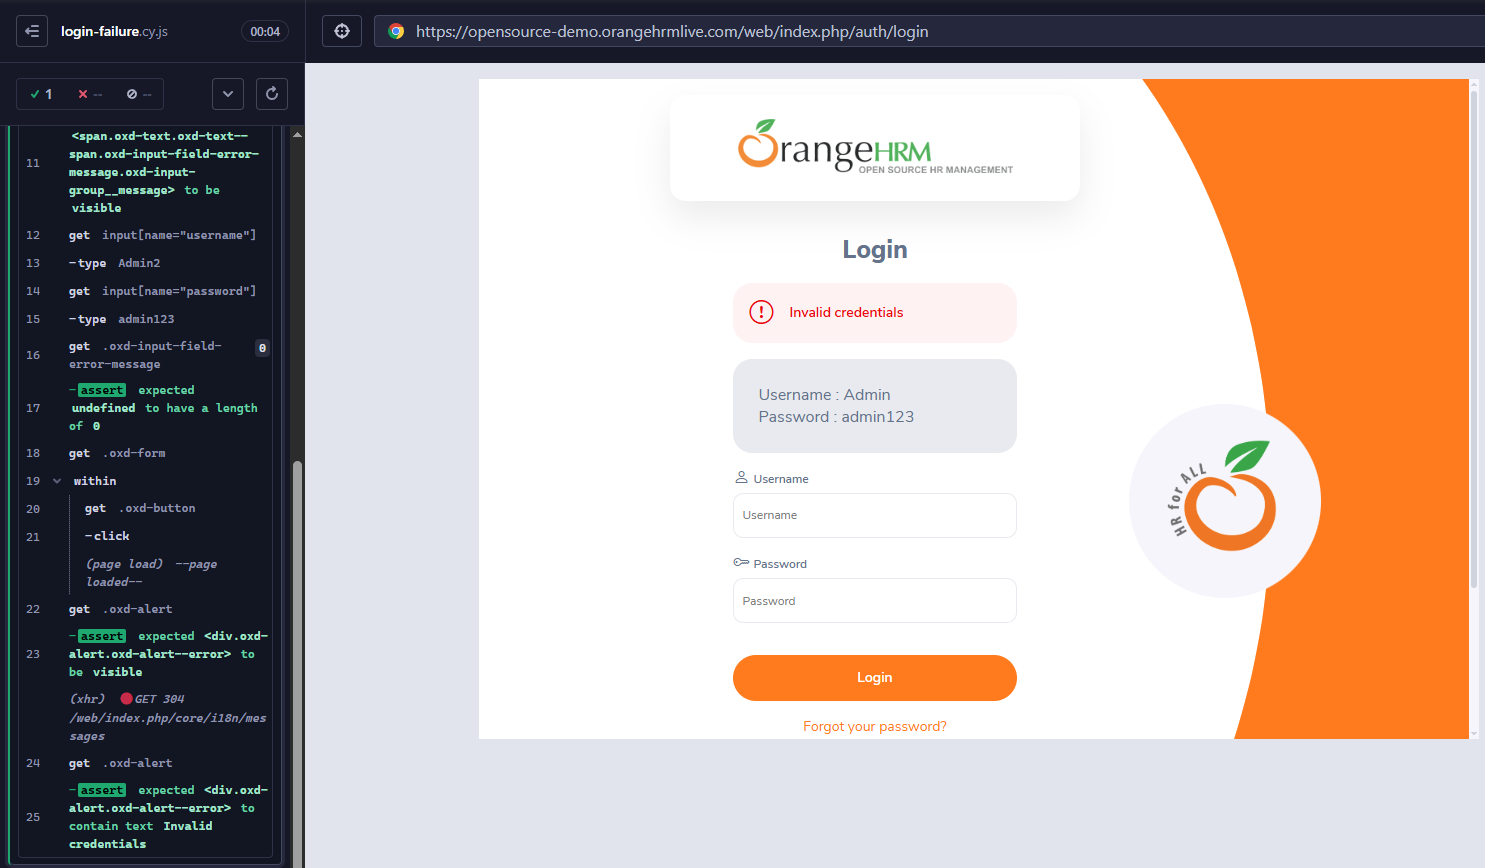 login-failure.cy.js
00:04
https://opensource-demo.orangehrmlive.com/web/index.php/auth/login
1 -- --
11 <span.oxd-text.oxd-text--
span.oxd-input-field-error-
message.oxd-input-
group__message> to be
visible
12 get input[name="username"]
13 -type Admin2
14 get input[name="password"]
15 -type admin123
16 get .oxd-input-field-
error-message 0
17 -assert expected
undefined to have a length
of 0
18 get .oxd-form
19 within
20 get .oxd-button
21 -click
(page load) --page
loaded--
22 get .oxd-alert
23 -assert expected <div.oxd-
alert.oxd-alert--error> to
be visible
(xhr) GET 304
/web/index.php/core/i18n/mes
sages
24 get .oxd-alert
25 -assert expected <div.oxd-
alert.oxd-alert--error> to
contain text Invalid
credentials
OrangeHRM
OPEN SOURCE HR MANAGEMENT
Login
Invalid credentials
Username : Admin
Password : admin123
Username
Username
Password
Password
Login
Forgot your password?
HR for ALL